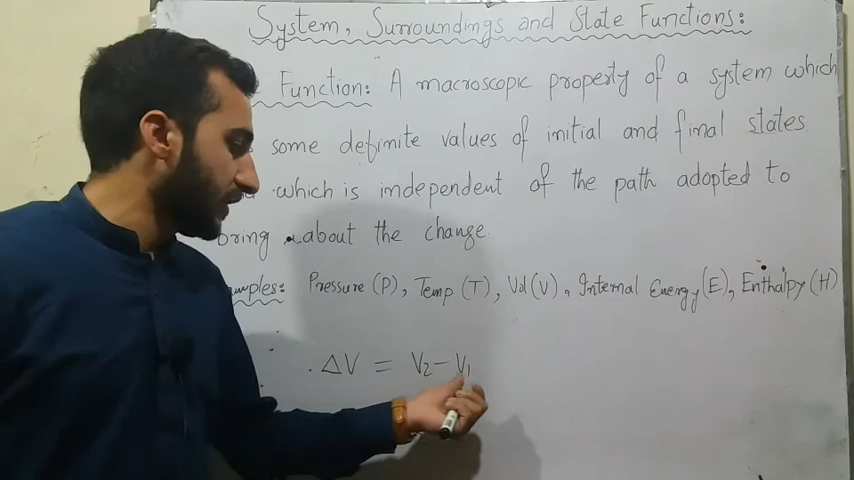 System, Surroundings and State Functions:
Function: A macroscopic property of a system which
some definite values of initial and final states
which is independent of the path adopted to
bring about the change
Pressure (P), Temp (T), Vol(V), Internal Energy(E), Enthalpy (H)
ΔV = V2 - V1